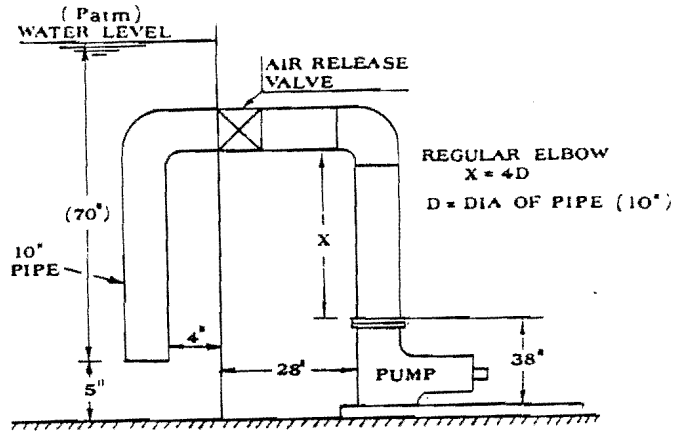 (Patm)
WATER LEVEL
AIR RELEASE
VALVE
REGULAR ELBOW
X = 4D
D = DIA OF PIPE (10")
(70")
X
10"
PIPE
4"
5"
28"
PUMP
38"